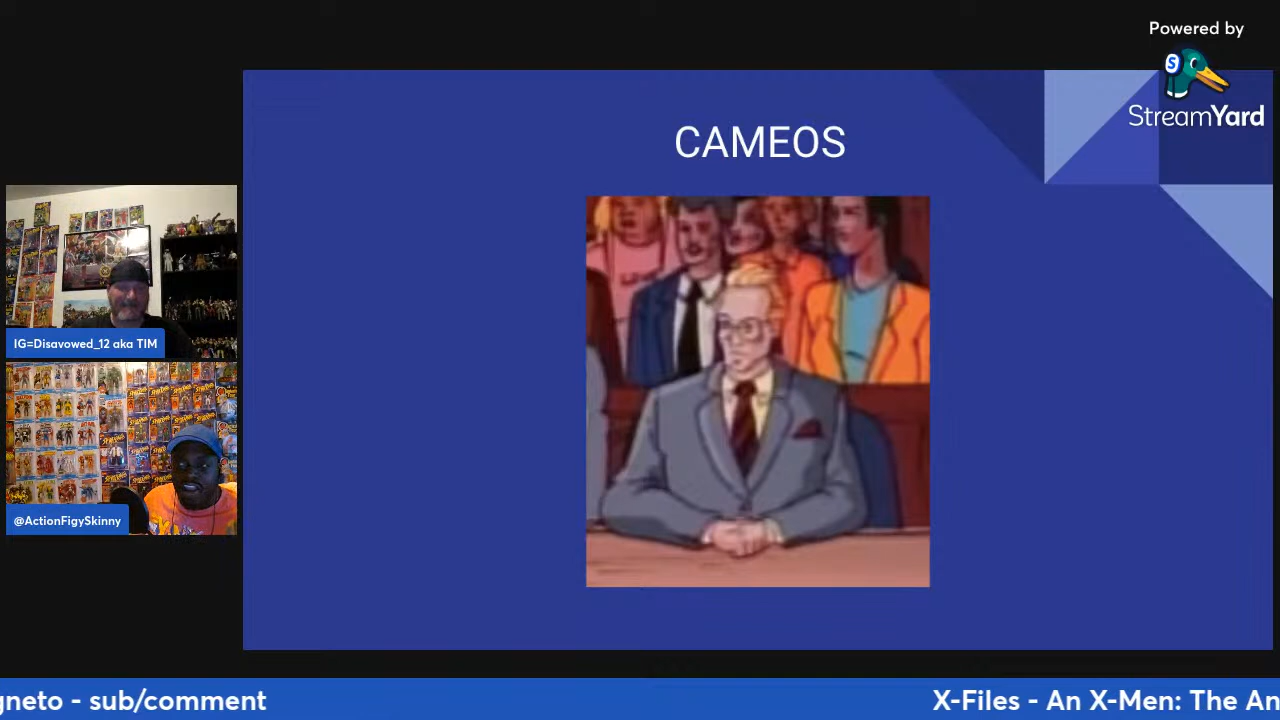 Powered by
StreamYard
CAMEOS
IG=Disavowed_12 aka TIM
@ActionFigySkinny
gneto - sub/comment
X-Files - An X-Men: The An